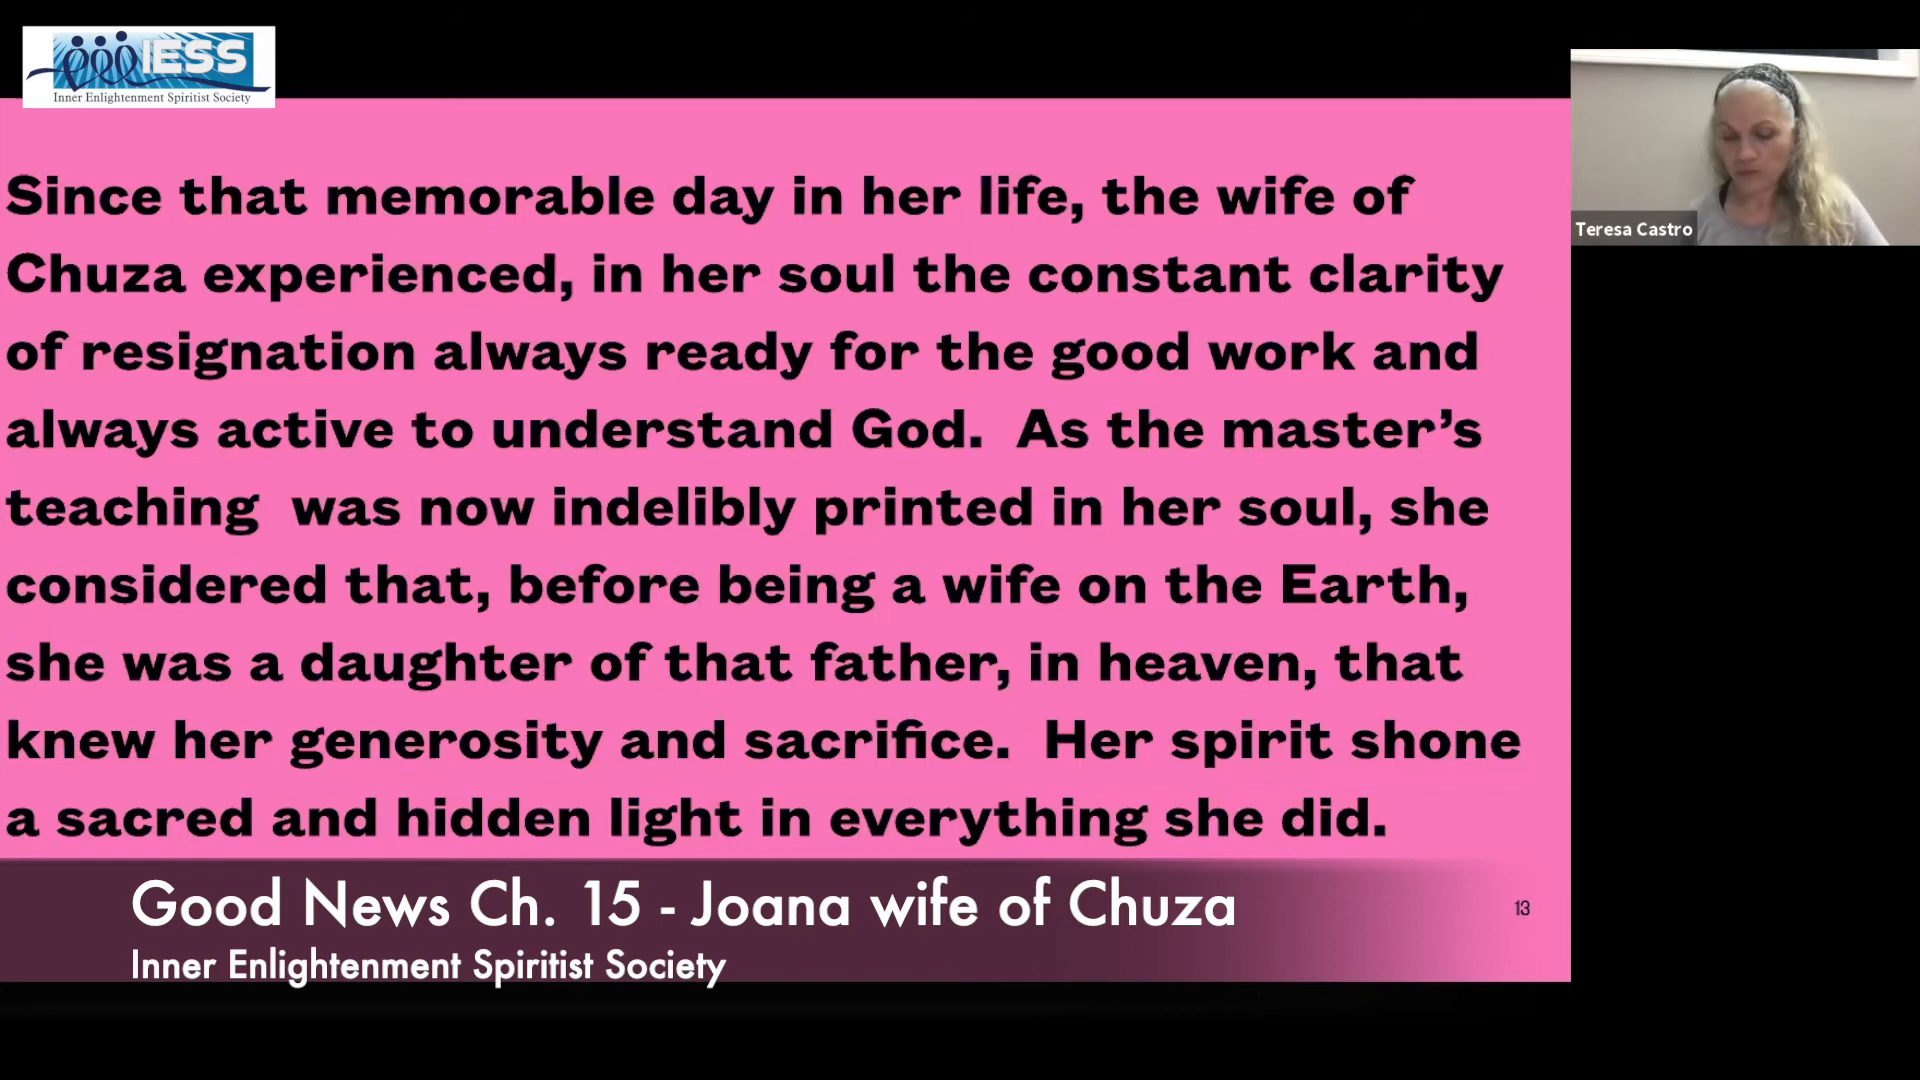 IESS
Inner Enlightenment Spiritist Society
Since that memorable day in her life, the wife of
Chuza experienced, in her soul the constant clarity
of resignation always ready for the good work and
always active to understand God.  As the master’s
teaching  was now indelibly printed in her soul, she
considered that, before being a wife on the Earth,
she was a daughter of that father, in heaven, that
knew her generosity and sacrifice.  Her spirit shone
a sacred and hidden light in everything she did.
Good News Ch. 15 - Joana wife of Chuza
Inner Enlightenment Spiritist Society
13
Teresa Castro